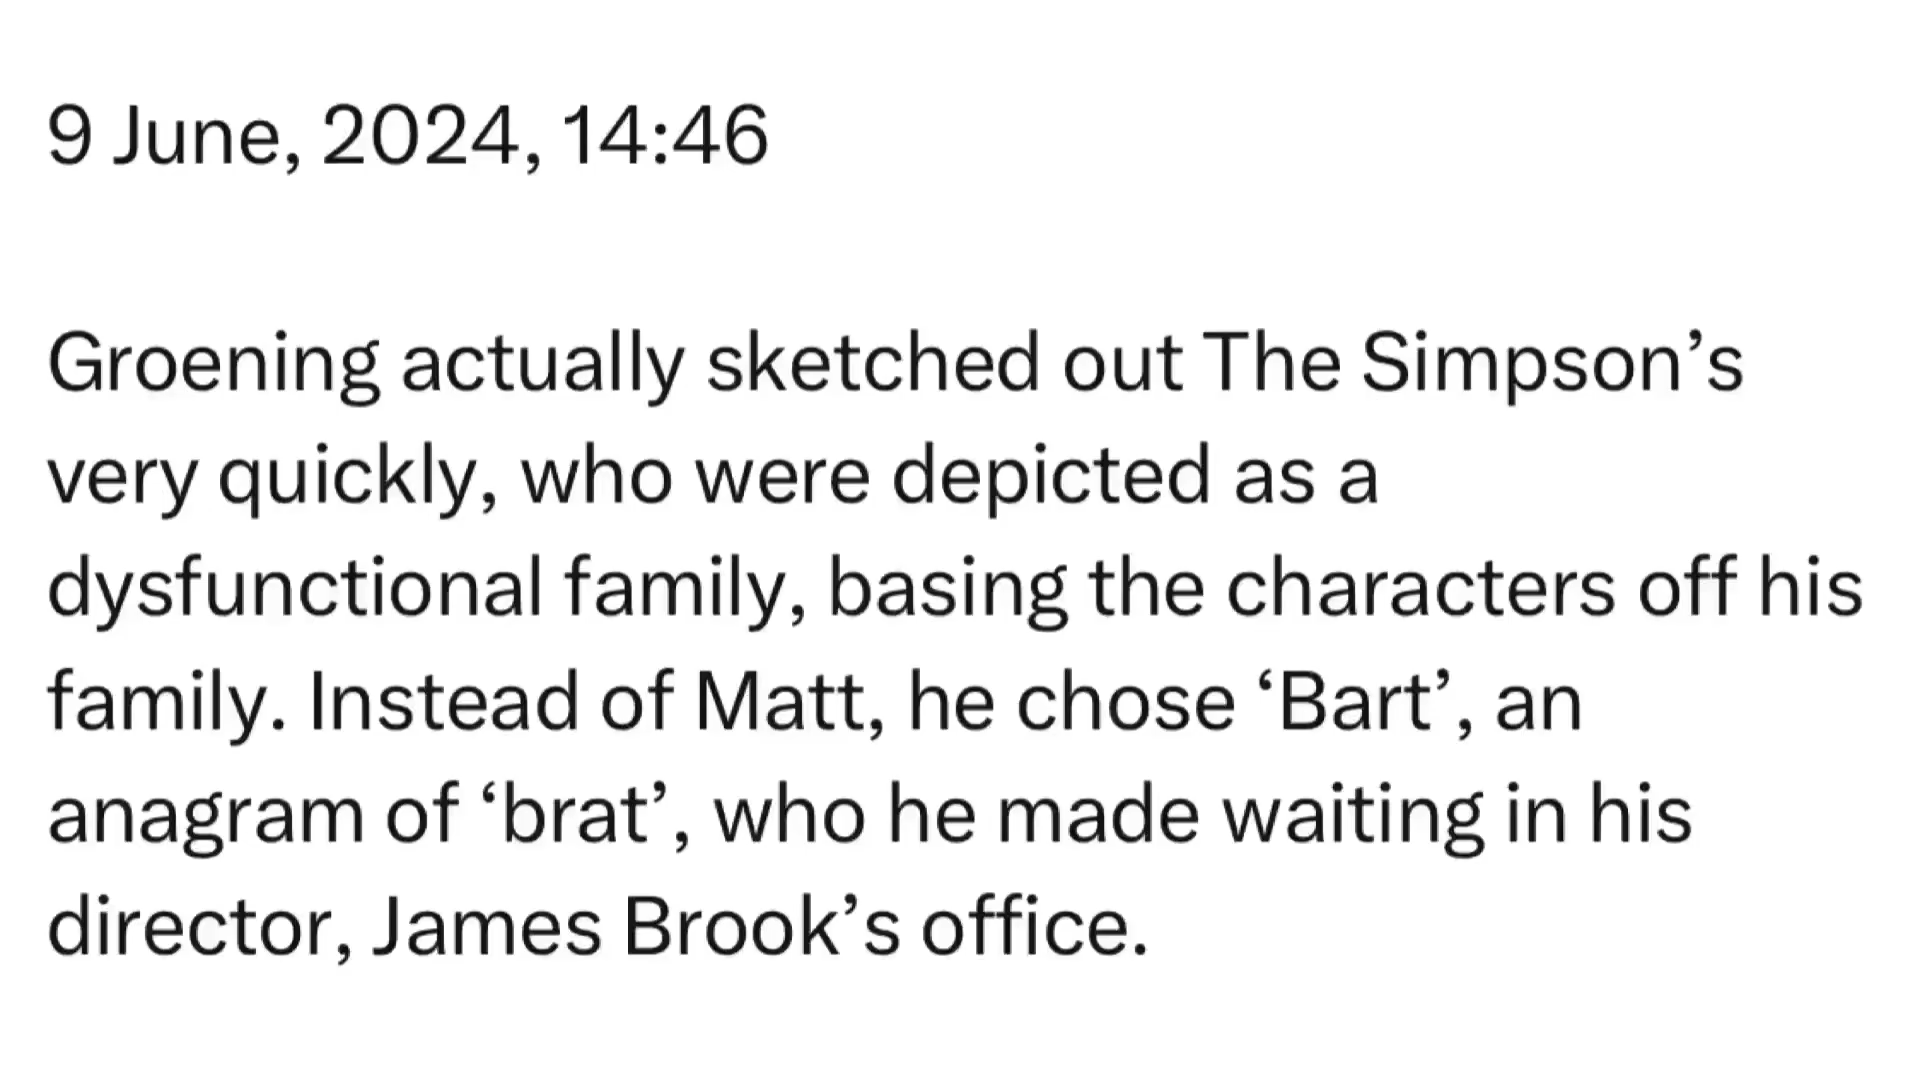 9 June, 2024, 14:46
Groening actually sketched out The Simpson’s
very quickly, who were depicted as a
dysfunctional family, basing the characters off his
family. Instead of Matt, he chose ‘Bart’, an
anagram of ‘brat’, who he made waiting in his
director, James Brook’s office.